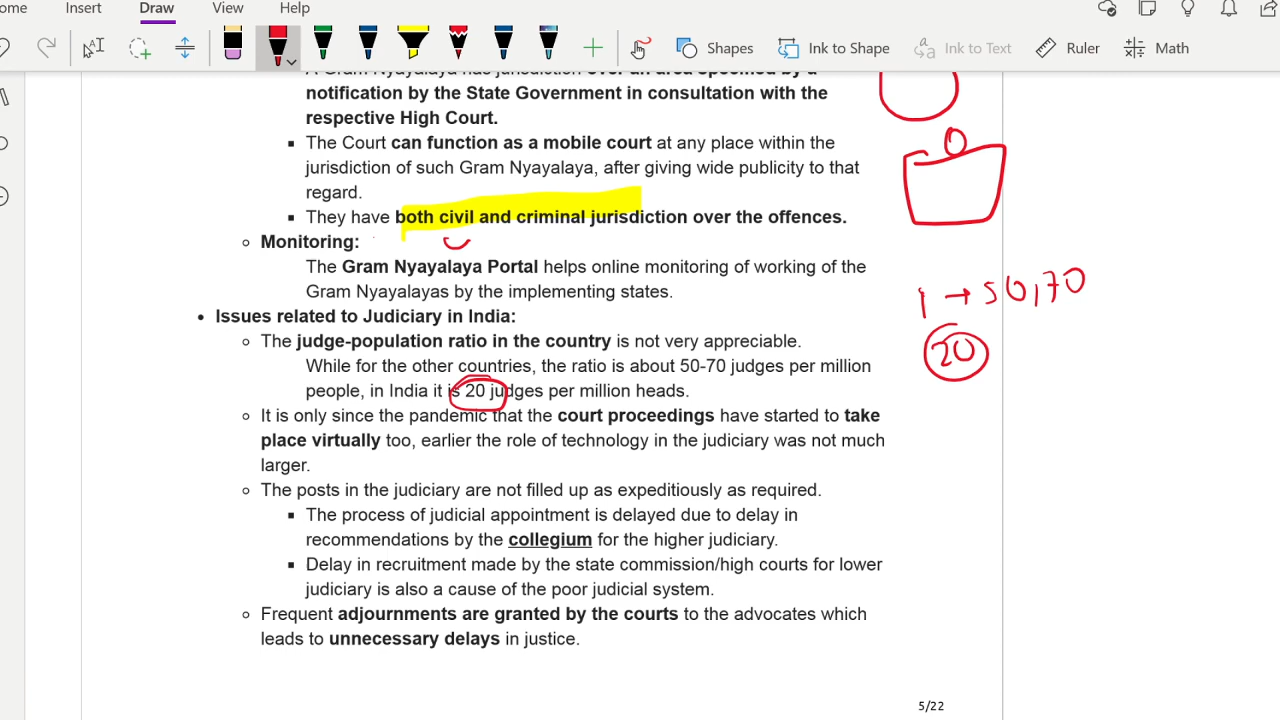 ome Insert Draw View Help
Shapes Ink to Shape Ink to Text Ruler Math
A Gram Nyayalaya has jurisdiction over an area specified by a
notification by the State Government in consultation with the
respective High Court.
▪ The Court can function as a mobile court at any place within the
jurisdiction of such Gram Nyayalaya, after giving wide publicity to that
regard.
▪ They have both civil and criminal jurisdiction over the offences.
○ Monitoring:
The Gram Nyayalaya Portal helps online monitoring of working of the
Gram Nyayalayas by the implementing states.
• Issues related to Judiciary in India:
○ The judge-population ratio in the country is not very appreciable.
While for the other countries, the ratio is about 50-70 judges per million
people, in India it is 20 judges per million heads.
○ It is only since the pandemic that the court proceedings have started to take
place virtually too, earlier the role of technology in the judiciary was not much
larger.
○ The posts in the judiciary are not filled up as expeditiously as required.
▪ The process of judicial appointment is delayed due to delay in
recommendations by the collegium for the higher judiciary.
▪ Delay in recruitment made by the state commission/high courts for lower
judiciary is also a cause of the poor judicial system.
○ Frequent adjournments are granted by the courts to the advocates which
leads to unnecessary delays in justice.
1 → 50,70
20
5/22